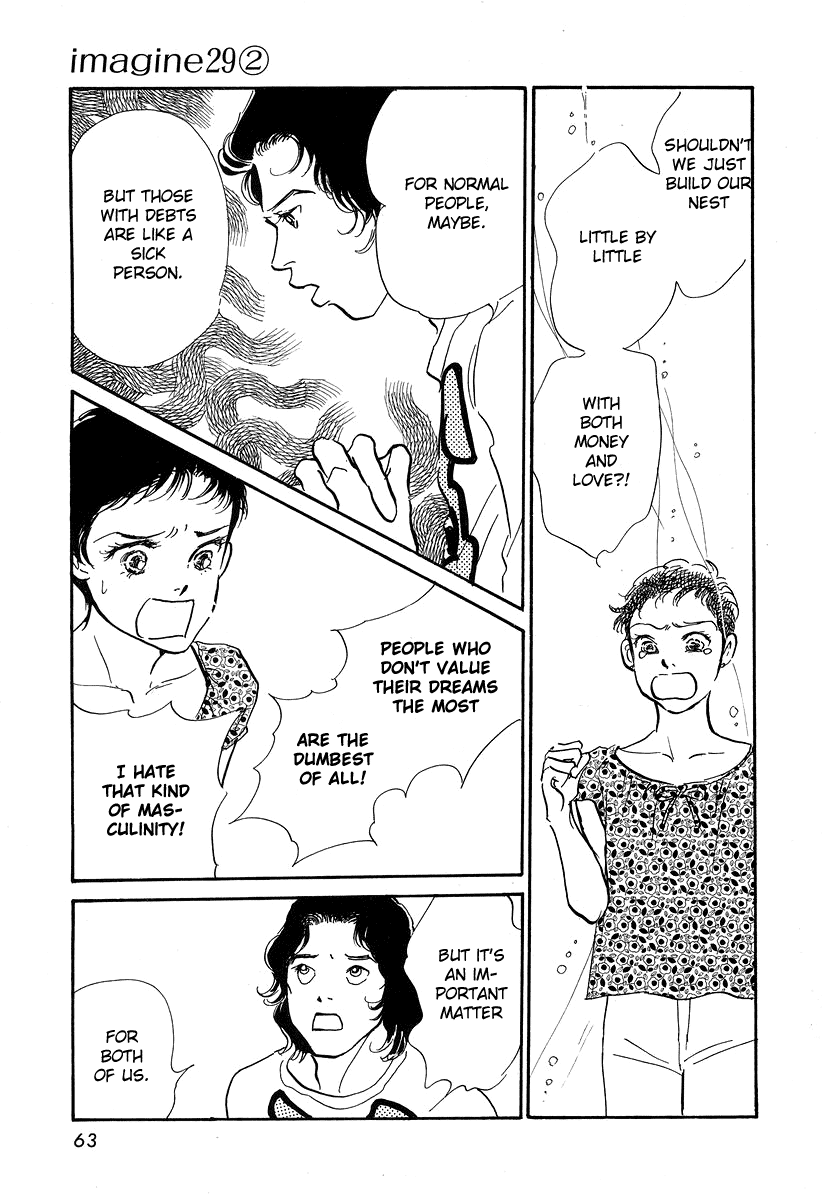 imagine29②
SHOULDN'T
WE JUST
BUILD OUR
NEST
LITTLE BY
LITTLE
WITH
BOTH
MONEY
AND
LOVE?!
FOR NORMAL
PEOPLE,
MAYBE.
BUT THOSE
WITH DEBTS
ARE LIKE A
SICK
PERSON.
PEOPLE WHO
DON'T VALUE
THEIR DREAMS
THE MOST
ARE THE
DUMBEST
OF ALL!
I HATE
THAT KIND
OF MAS-
CULINITY!
BUT IT'S
AN IM-
PORTANT
MATTER
FOR
BOTH
OF US.
63